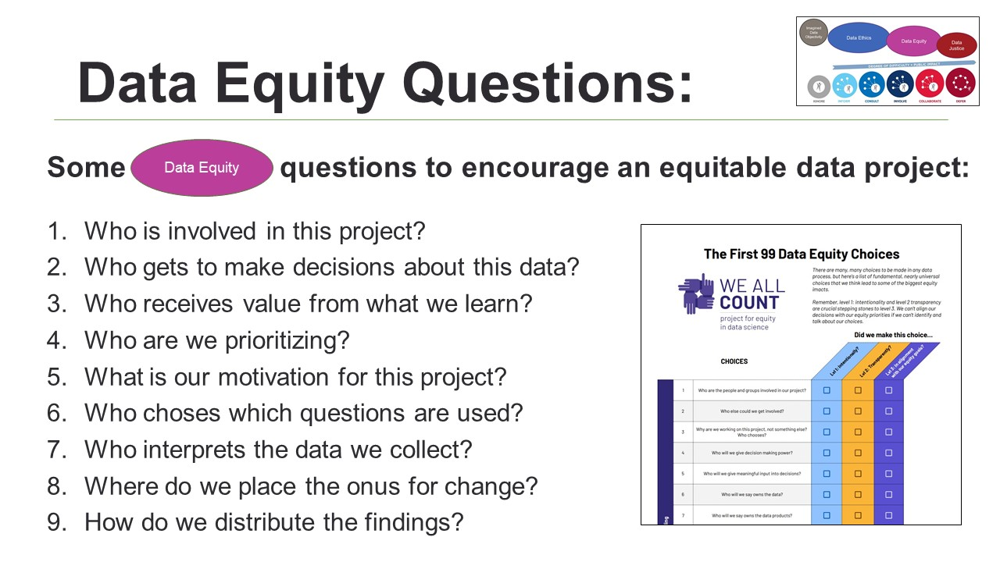 Imagined
Data
Objectivity
Data Ethics
Data Equity
Data
Justice
DEGREE OF DIFFICULTY + PUBLIC IMPACT
IGNORE
INFORM
CONSULT
INVOLVE
COLLABORATE
DEFER
Data Equity Questions:
Some Data Equity questions to encourage an equitable data project:
1. Who is involved in this project?
2. Who gets to make decisions about this data?
3. Who receives value from what we learn?
4. Who are we prioritizing?
5. What is our motivation for this project?
6. Who choses which questions are used?
7. Who interprets the data we collect?
8. Where do we place the onus for change?
9. How do we distribute the findings?
The First 99 Data Equity Choices
WE ALL
COUNT
project for equity
in data science
There are many, many choices to be made in any data
process, but here's a list of fundamental, nearly universal
choices that we think lead to some of the biggest equity
imacts.
Remember, level 1: intentionality and level 2 transparency
are crucial stepping stones to level 3. We can't align our
decisions with our equity priorities if we can't identify and
talk about our choices.
Did we make this choice...
CHOICES
Lvl 1: Intentionally?
Lvl 2: Transparently?
Lvl 3: In alignment
with our equity goals?
1 Who are the people and groups involved in our project?
2 Who else could we get involved?
3 Why are we working on this project, not something else?
Who chooses?
4 Who will we give decision making power?
5 Who will we give meaningful input into decisions?
6 Who will we say owns the data?
7 Who will we say owns the data products?